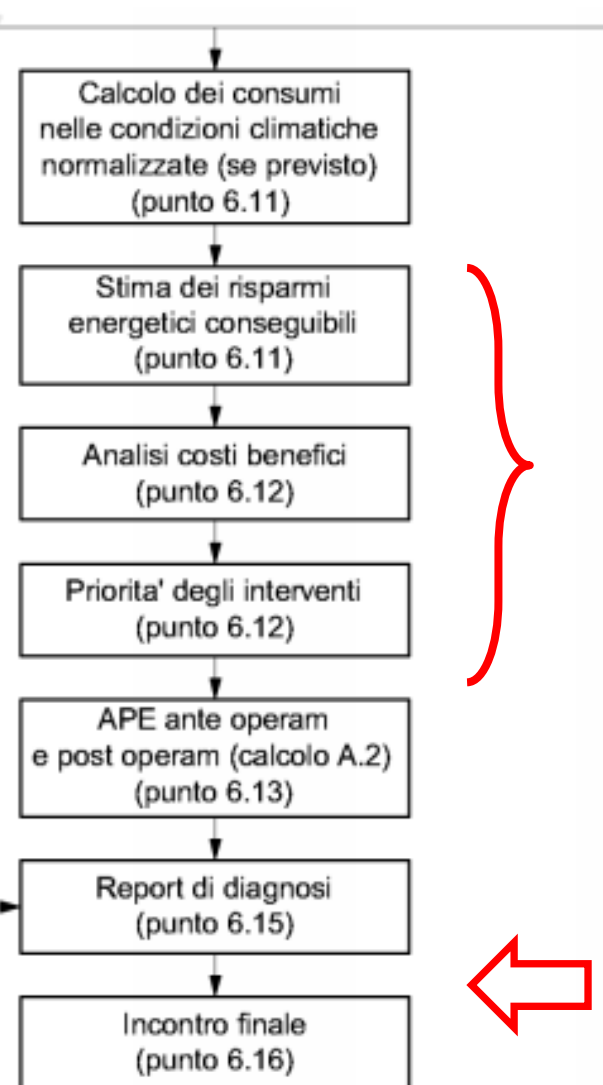 Calcolo dei consumi
nelle condizioni climatiche
normalizzate (se previsto)
(punto 6.11)
Stima dei risparmi
energetici conseguibili
(punto 6.11)
Analisi costi benefici
(punto 6.12)
Priorita' degli interventi
(punto 6.12)
APE ante operam
e post operam (calcolo A.2)
(punto 6.13)
Report di diagnosi
(punto 6.15)
Incontro finale
(punto 6.16)